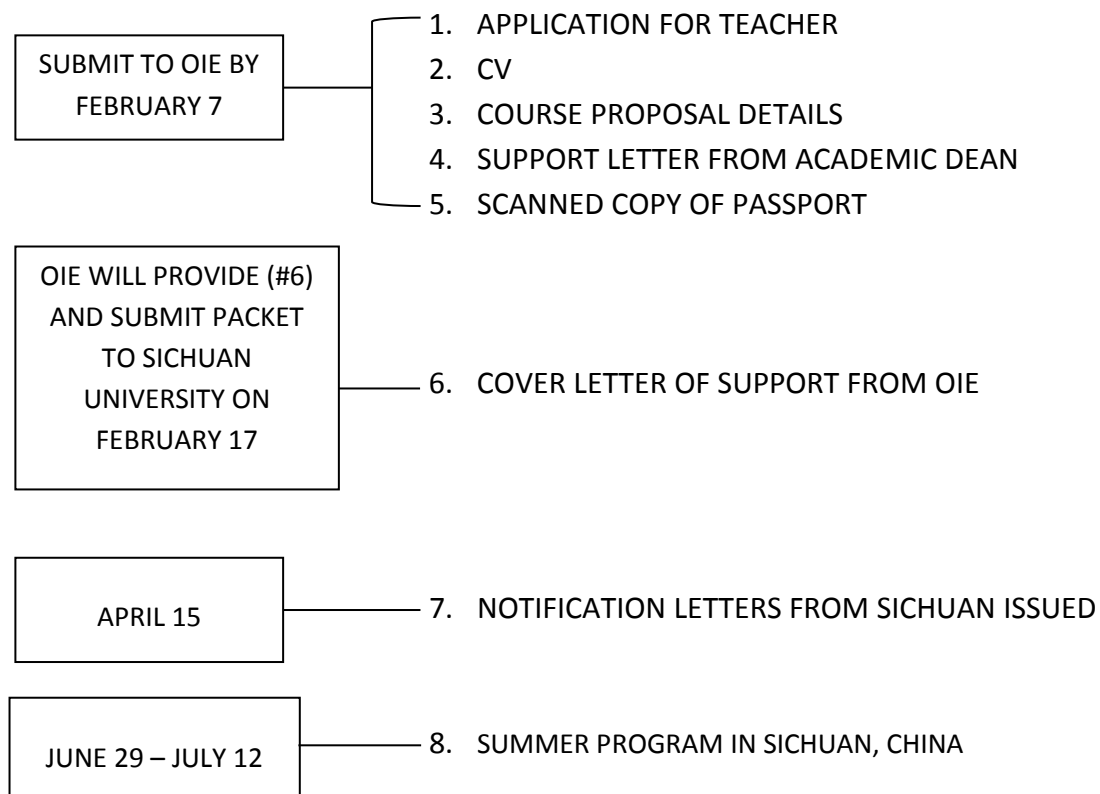 SUBMIT TO OIE BY
FEBRUARY 7
1. APPLICATION FOR TEACHER
2. CV
3. COURSE PROPOSAL DETAILS
4. SUPPORT LETTER FROM ACADEMIC DEAN
5. SCANNED COPY OF PASSPORT
OIE WILL PROVIDE (#6)
AND SUBMIT PACKET
TO SICHUAN
UNIVERSITY ON
FEBRUARY 17
6. COVER LETTER OF SUPPORT FROM OIE
APRIL 15
7. NOTIFICATION LETTERS FROM SICHUAN ISSUED
JUNE 29 – JULY 12
8. SUMMER PROGRAM IN SICHUAN, CHINA